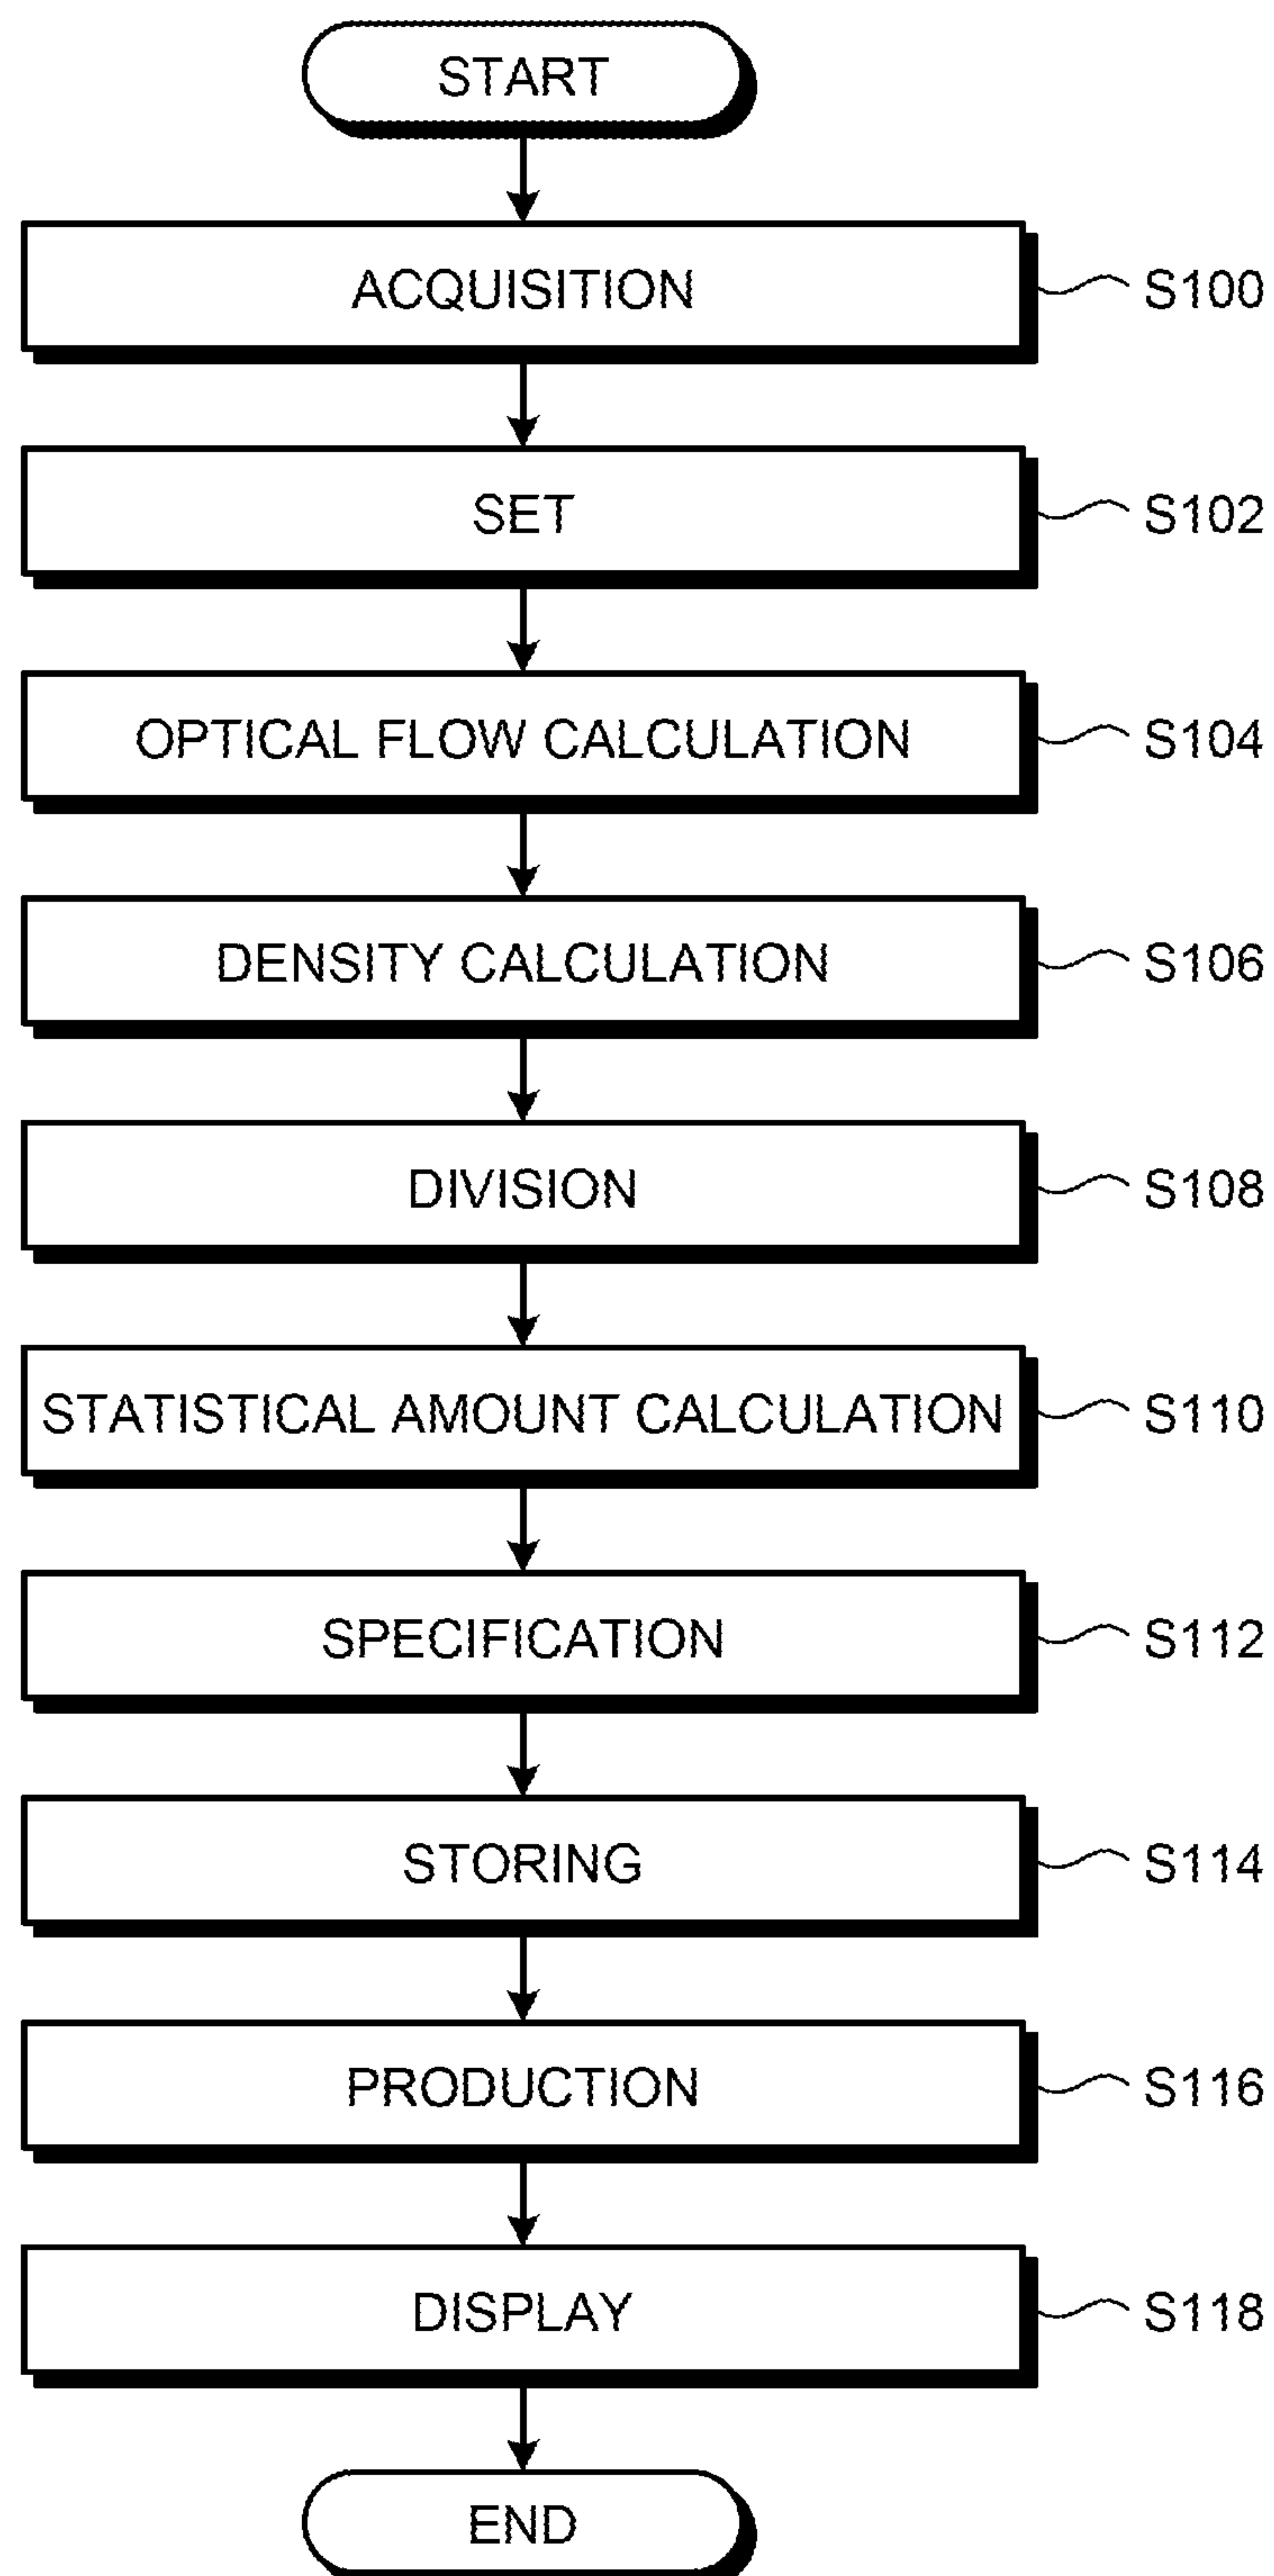 START
ACQUISITION S100
SET S102
OPTICAL FLOW CALCULATION S104
DENSITY CALCULATION S106
DIVISION S108
STATISTICAL AMOUNT CALCULATION S110
SPECIFICATION S112
STORING S114
PRODUCTION S116
DISPLAY S118
END